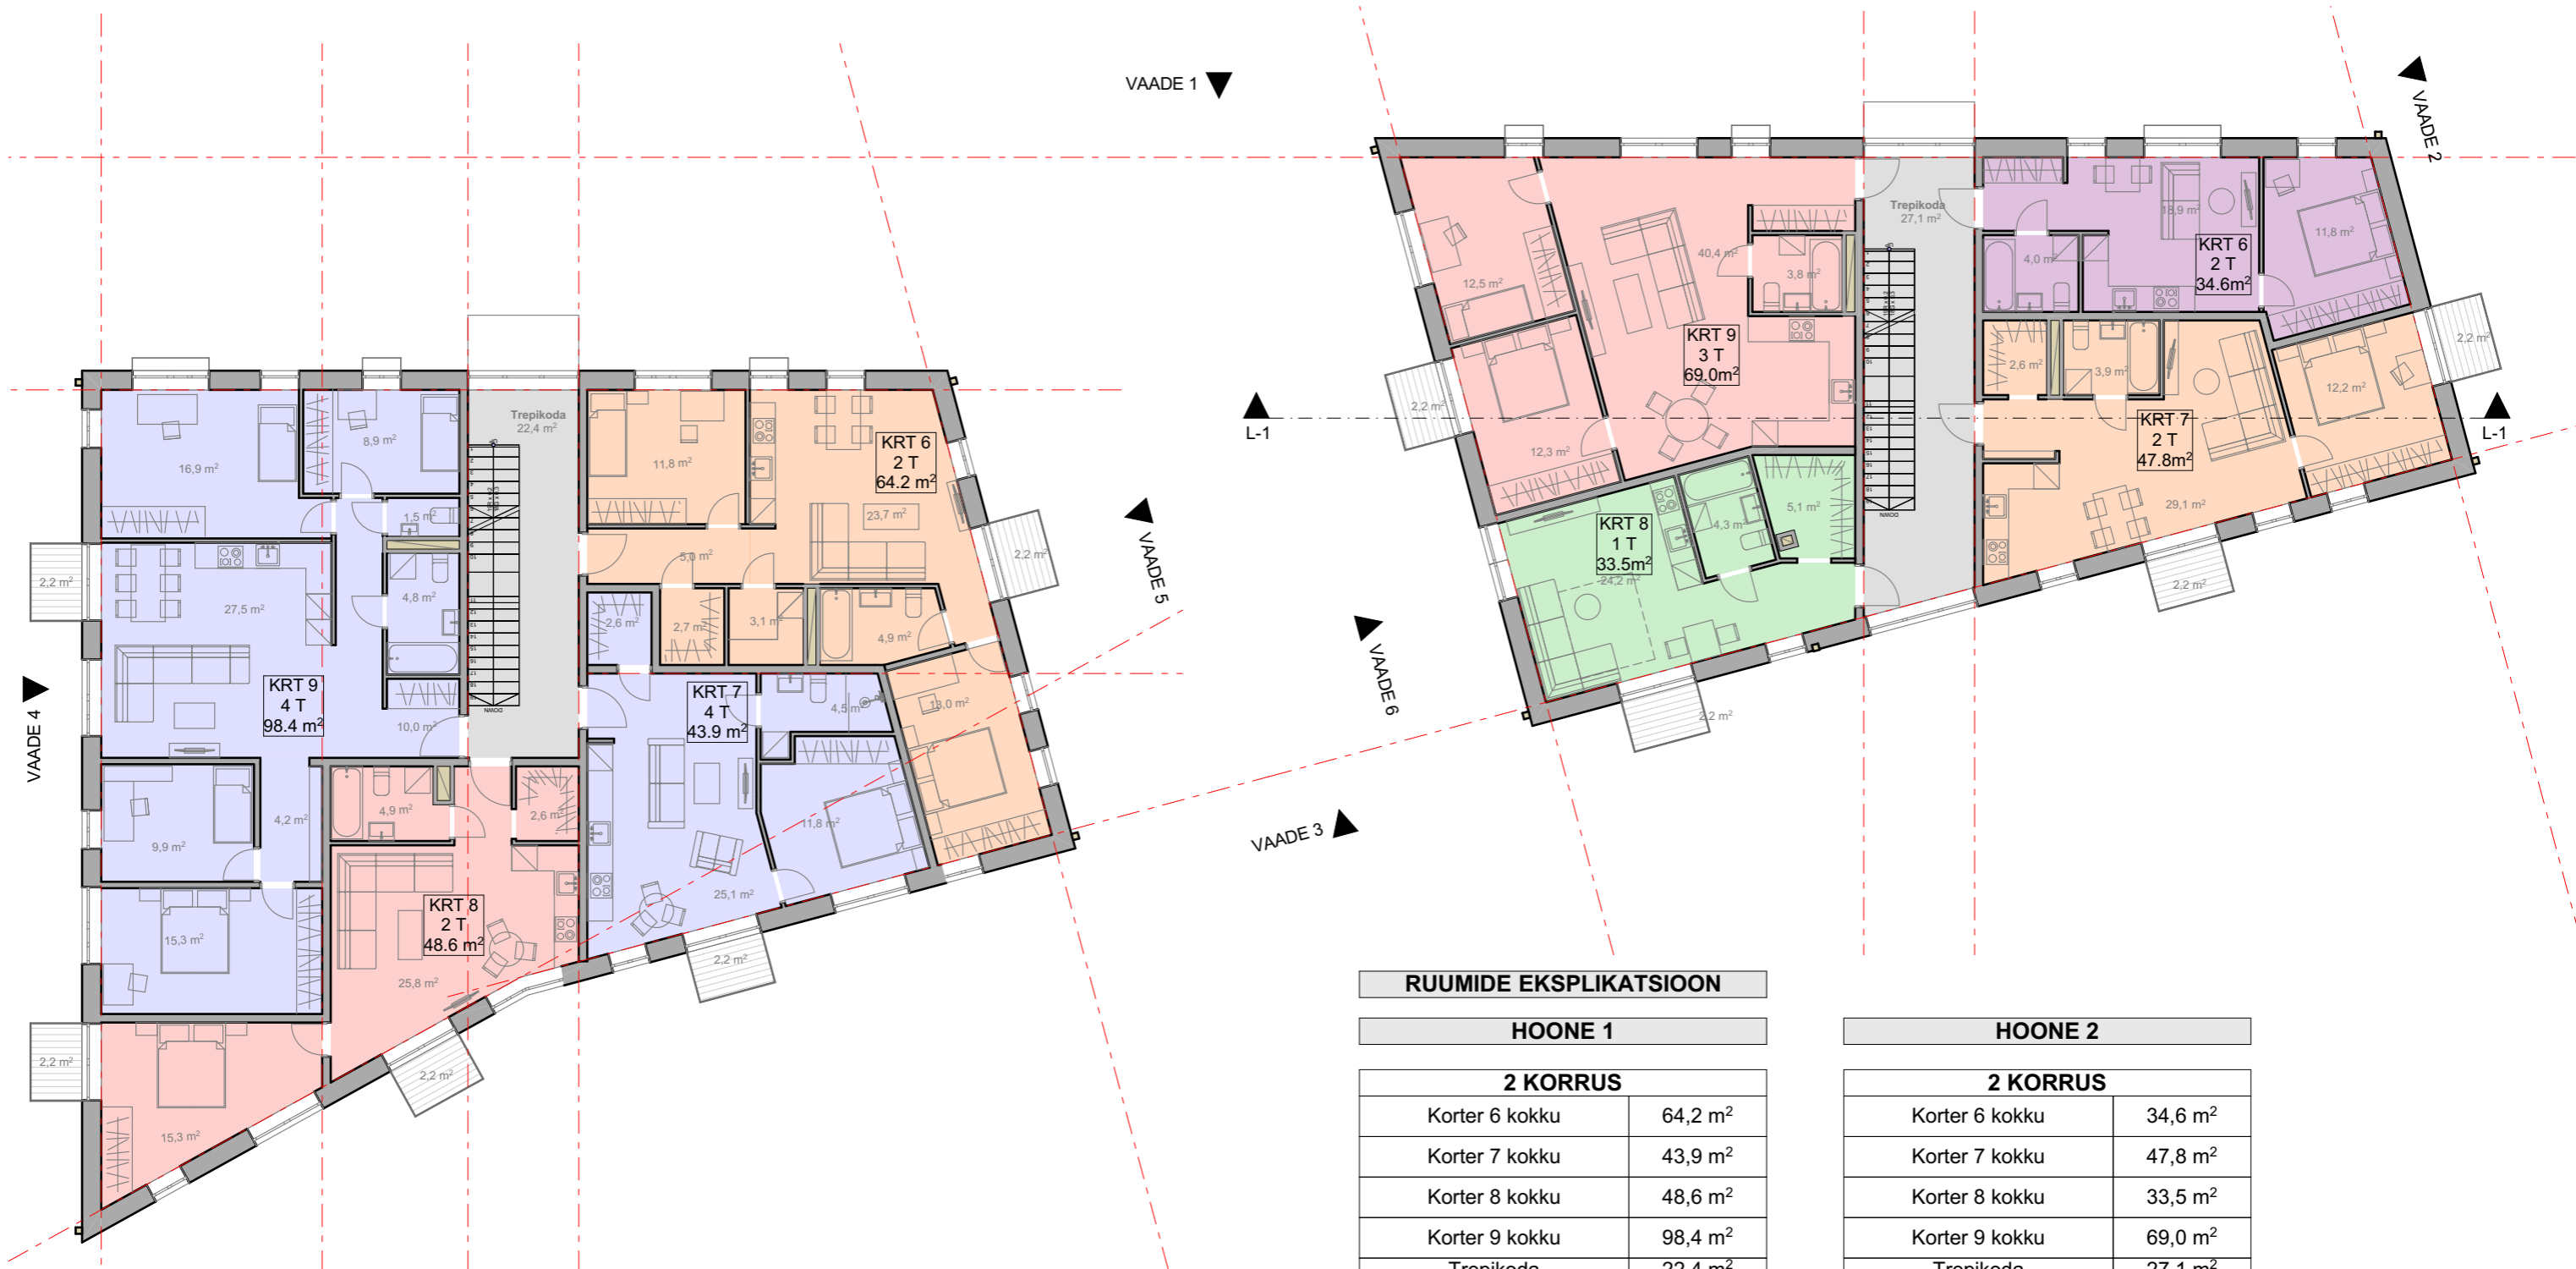 VAADE 1
VAADE 2
VAADE 3
VAADE 4
VAADE 5
VAADE 6
L-1
L-1
Trepikoda
22,4 m²
16,9 m²
8,9 m²
1,5 m²
4,8 m²
27,5 m²
2,2 m²
KRT 9
4 T
98.4 m²
10,0 m²
9,9 m²
4,2 m²
15,3 m²
11,8 m²
KRT 6
2 T
64.2 m²
23,7 m²
5,0 m²
2,2 m²
2,6 m²
2,7 m²
3,1 m²
4,9 m²
13,0 m²
KRT 7
4 T
43.9 m²
4,5 m²
11,8 m²
25,1 m²
2,2 m²
4,9 m²
2,6 m²
KRT 8
2 T
48.6 m²
25,8 m²
2,2 m²
2,2 m²
15,3 m²
DOWN
Trepikoda
27,1 m²
12,5 m²
40,4 m²
3,8 m²
KRT 9
3 T
69.0m²
2,2 m²
12,3 m²
KRT 8
1 T
33.5m²
24,2 m²
4,3 m²
5,1 m²
2,2 m²
DOWN
18,9 m²
11,8 m²
4,0 m²
KRT 6
2 T
34.6m²
2,6 m²
3,9 m²
12,2 m²
2,2 m²
KRT 7
2 T
47.8m²
29,1 m²
2,2 m²
RUUMIDE EKSPLIKATSIOON
HOONE 1
2 KORRUS
Korter 6 kokku 64,2 m²
Korter 7 kokku 43,9 m²
Korter 8 kokku 48,6 m²
Korter 9 kokku 98,4 m²
Trepikoda 22,4 m²
HOONE 2
2 KORRUS
Korter 6 kokku 34,6 m²
Korter 7 kokku 47,8 m²
Korter 8 kokku 33,5 m²
Korter 9 kokku 69,0 m²
Trepikoda 27,1 m²